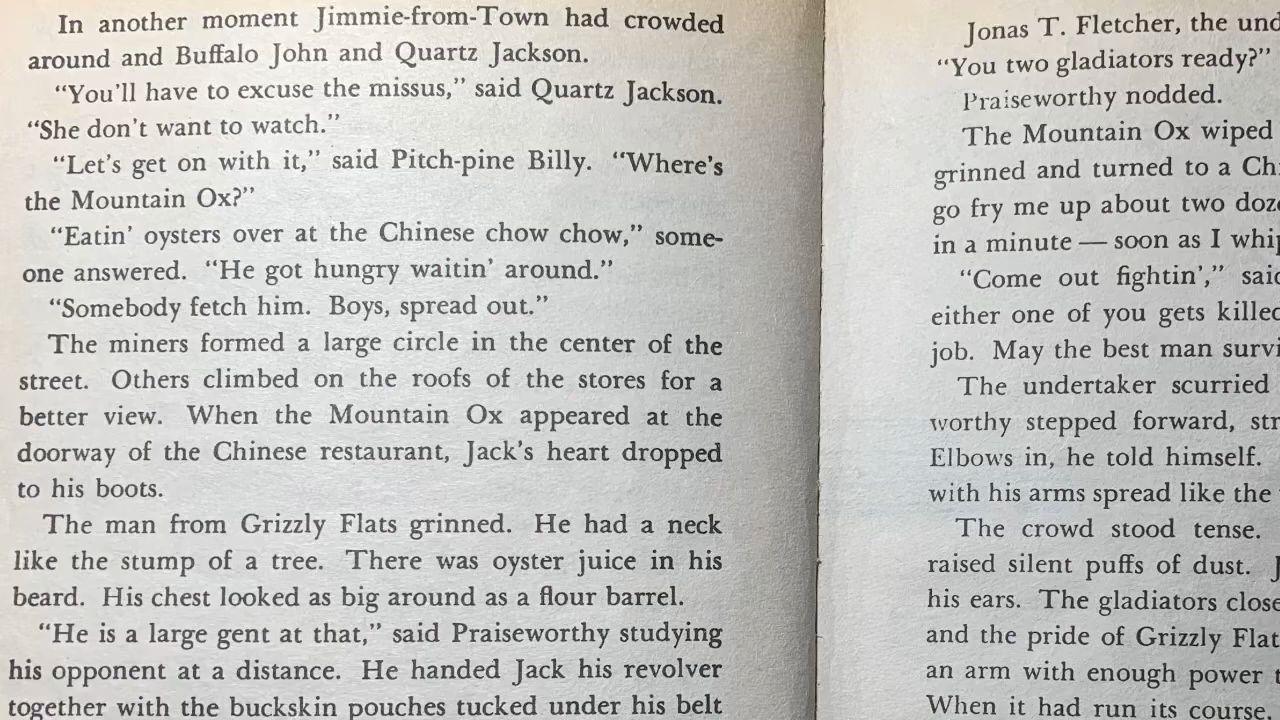 In another moment Jimmie-from-Town had crowded
around and Buffalo John and Quartz Jackson.
“You'll have to excuse the missus,” said Quartz Jackson.
“She don't want to watch.”
“Let's get on with it,” said Pitch-pine Billy. “Where's
the Mountain Ox?”
“Eatin' oysters over at the Chinese chow chow,” some-
one answered. “He got hungry waitin' around.”
“Somebody fetch him. Boys, spread out.”
The miners formed a large circle in the center of the
street. Others climbed on the roofs of the stores for a
better view. When the Mountain Ox appeared at the
doorway of the Chinese restaurant, Jack's heart dropped
to his boots.
The man from Grizzly Flats grinned. He had a neck
like the stump of a tree. There was oyster juice in his
beard. His chest looked as big around as a flour barrel.
“He is a large gent at that,” said Praiseworthy studying
his opponent at a distance. He handed Jack his revolver
together with the buckskin pouches tucked under his belt
Jonas T. Fletcher, the
“You two gladiators ready?”
Praiseworthy nodded.
The Mountain Ox wiped
grinned and turned to a
go fry me up about two
in a minute — soon as I
“Come out fightin',”
either one of you gets
job. May the best man
The undertaker scurried
worthy stepped forward,
Elbows in, he told himself.
with his arms spread like the
The crowd stood tense.
raised silent puffs of dust.
his ears. The gladiators
and the pride of Grizzly
an arm with enough power
When it had run its course.